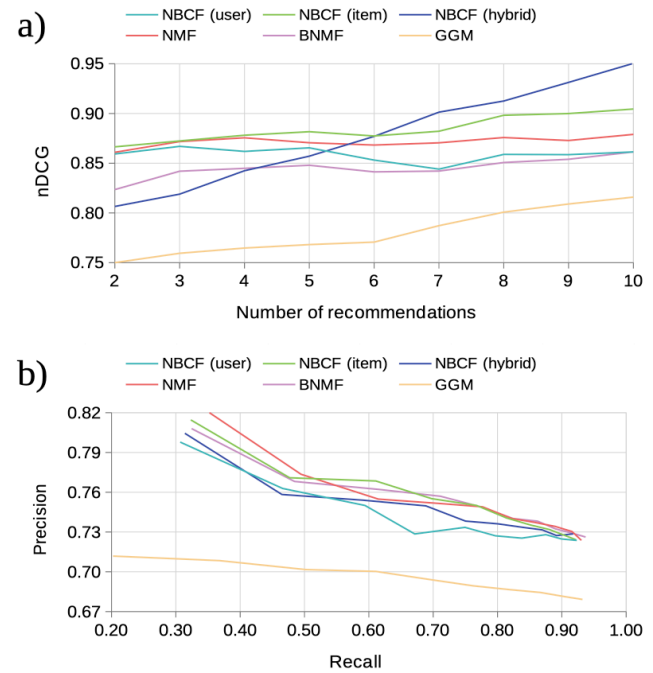 a)
NBCF (user) NBCF (item) NBCF (hybrid)
NMF BNMF GGM
0.95
0.90
0.85
0.80
0.75
nDCG
2 3 4 5 6 7 8 9 10
Number of recommendations
b)
NBCF (user) NBCF (item) NBCF (hybrid)
NMF BNMF GGM
0.82
0.79
0.76
0.73
0.70
0.67
Precision
0.20 0.30 0.40 0.50 0.60 0.70 0.80 0.90 1.00
Recall